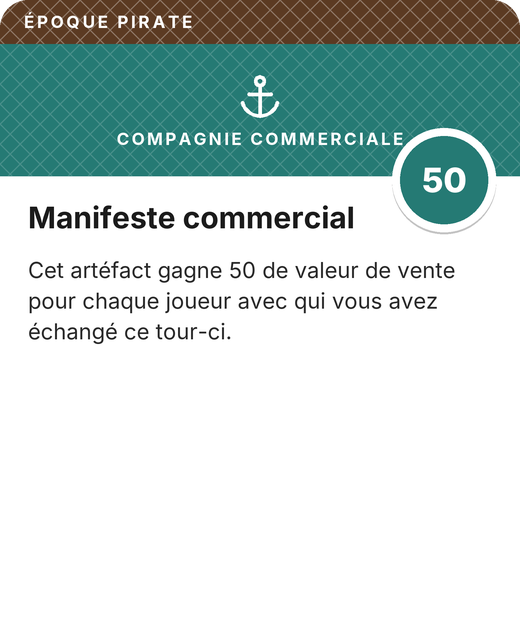 ÉPOQUE PIRATE
COMPAGNIE COMMERCIALE
50
Manifeste commercial
Cet artéfact gagne 50 de valeur de vente
pour chaque joueur avec qui vous avez
échangé ce tour-ci.